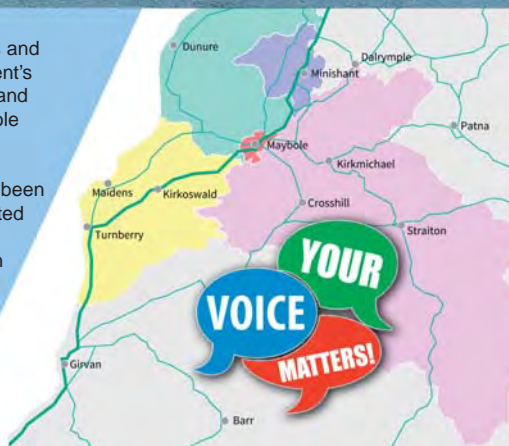 s and
ent's
and
ple
been
ted
n
Dunure
Dalrymple
Minishant
Patna
Maybole
Kirkmichael
Maidens
Kirkoswald
Crosshill
Straiton
Turnberry
YOUR
VOICE
MATTERS!
Girvan
Barr